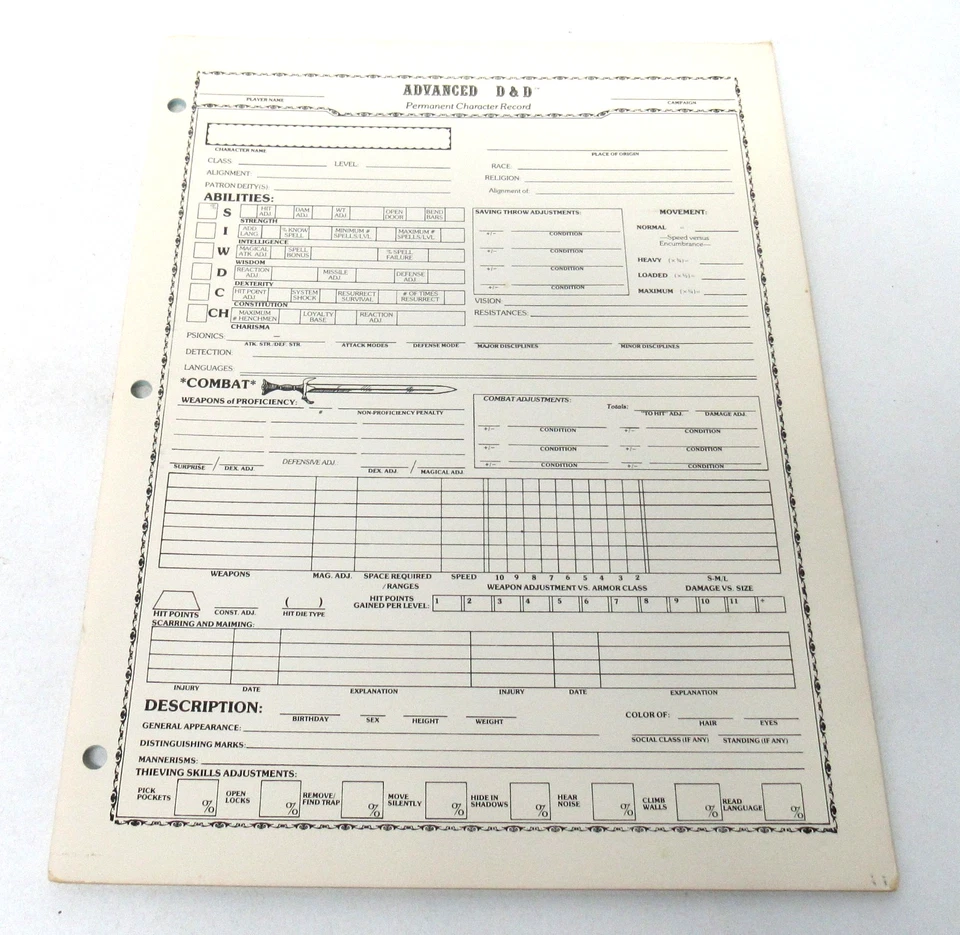 ADVANCED D&D™
PLAYER NAME
Permanent Character Record
CAMPAIGN
CHARACTER NAME
PLACE OF ORIGIN
CLASS: LEVEL:
RACE:
ALIGNMENT:
RELIGION:
PATRON DEITY(S):
Alignment of:
ABILITIES:
S HIT ADJ. DAM ADJ. WT ADJ. OPEN DOOR BEND BARS
STRENGTH
I ADD LANG % KNOW SPELL MINIMUM # SPELLS/LVL MAXIMUM # SPELLS/LVL
INTELLIGENCE
W MAGICAL ATK ADJ SPELL BONUS % SPELL FAILURE
WISDOM
D REACTION ADJ. MISSILE ADJ. DEFENSE ADJ.
DEXTERITY
C HIT POINT ADJ. SYSTEM SHOCK RESURRECT SURVIVAL # OF TIMES RESURRECT
CONSTITUTION
CH MAXIMUM # HENCHMEN LOYALTY BASE REACTION ADJ.
CHARISMA
SAVING THROW ADJUSTMENTS:
+/− CONDITION
+/− CONDITION
+/− CONDITION
+/− CONDITION
MOVEMENT:
NORMAL =
—Speed versus
Encumbrance—
HEAVY
LOADED
MAXIMUM
VISION:
RESISTANCES:
PSIONICS: —
ATK STR./DEF. STR. ATTACK MODES DEFENSE MODE MAJOR DISCIPLINES MINOR DISCIPLINES
DETECTION:
LANGUAGES:
*COMBAT*
WEAPONS of PROFICIENCY:
# NON-PROFICIENCY PENALTY
COMBAT ADJUSTMENTS:
Totals:
"TO HIT" ADJ. DAMAGE ADJ.
+/− CONDITION +/− CONDITION
+/− CONDITION +/− CONDITION
+/− CONDITION +/− CONDITION
SURPRISE / DEX. ADJ. DEFENSIVE ADJ. DEX. ADJ. / MAGICAL ADJ.
WEAPONS MAG. ADJ. SPACE REQUIRED /RANGES SPEED 10 9 8 7 6 5 4 3 2 S-M/L
WEAPON ADJUSTMENT VS. ARMOR CLASS DAMAGE VS. SIZE
HIT POINTS CONST. ADJ. ( ) HIT DIE TYPE
HIT POINTS GAINED PER LEVEL: 1 2 3 4 5 6 7 8 9 10 11 *
SCARRING AND MAIMING:
INJURY DATE EXPLANATION INJURY DATE EXPLANATION
DESCRIPTION:
BIRTHDAY SEX HEIGHT WEIGHT
COLOR OF: HAIR EYES
GENERAL APPEARANCE:
SOCIAL CLASS (IF ANY) STANDING (IF ANY)
DISTINGUISHING MARKS:
MANNERISMS:
THIEVING SKILLS ADJUSTMENTS:
PICK POCKETS % OPEN LOCKS % REMOVE/ FIND TRAP % MOVE SILENTLY % HIDE IN SHADOWS % HEAR NOISE % CLIMB WALLS % READ LANGUAGE %